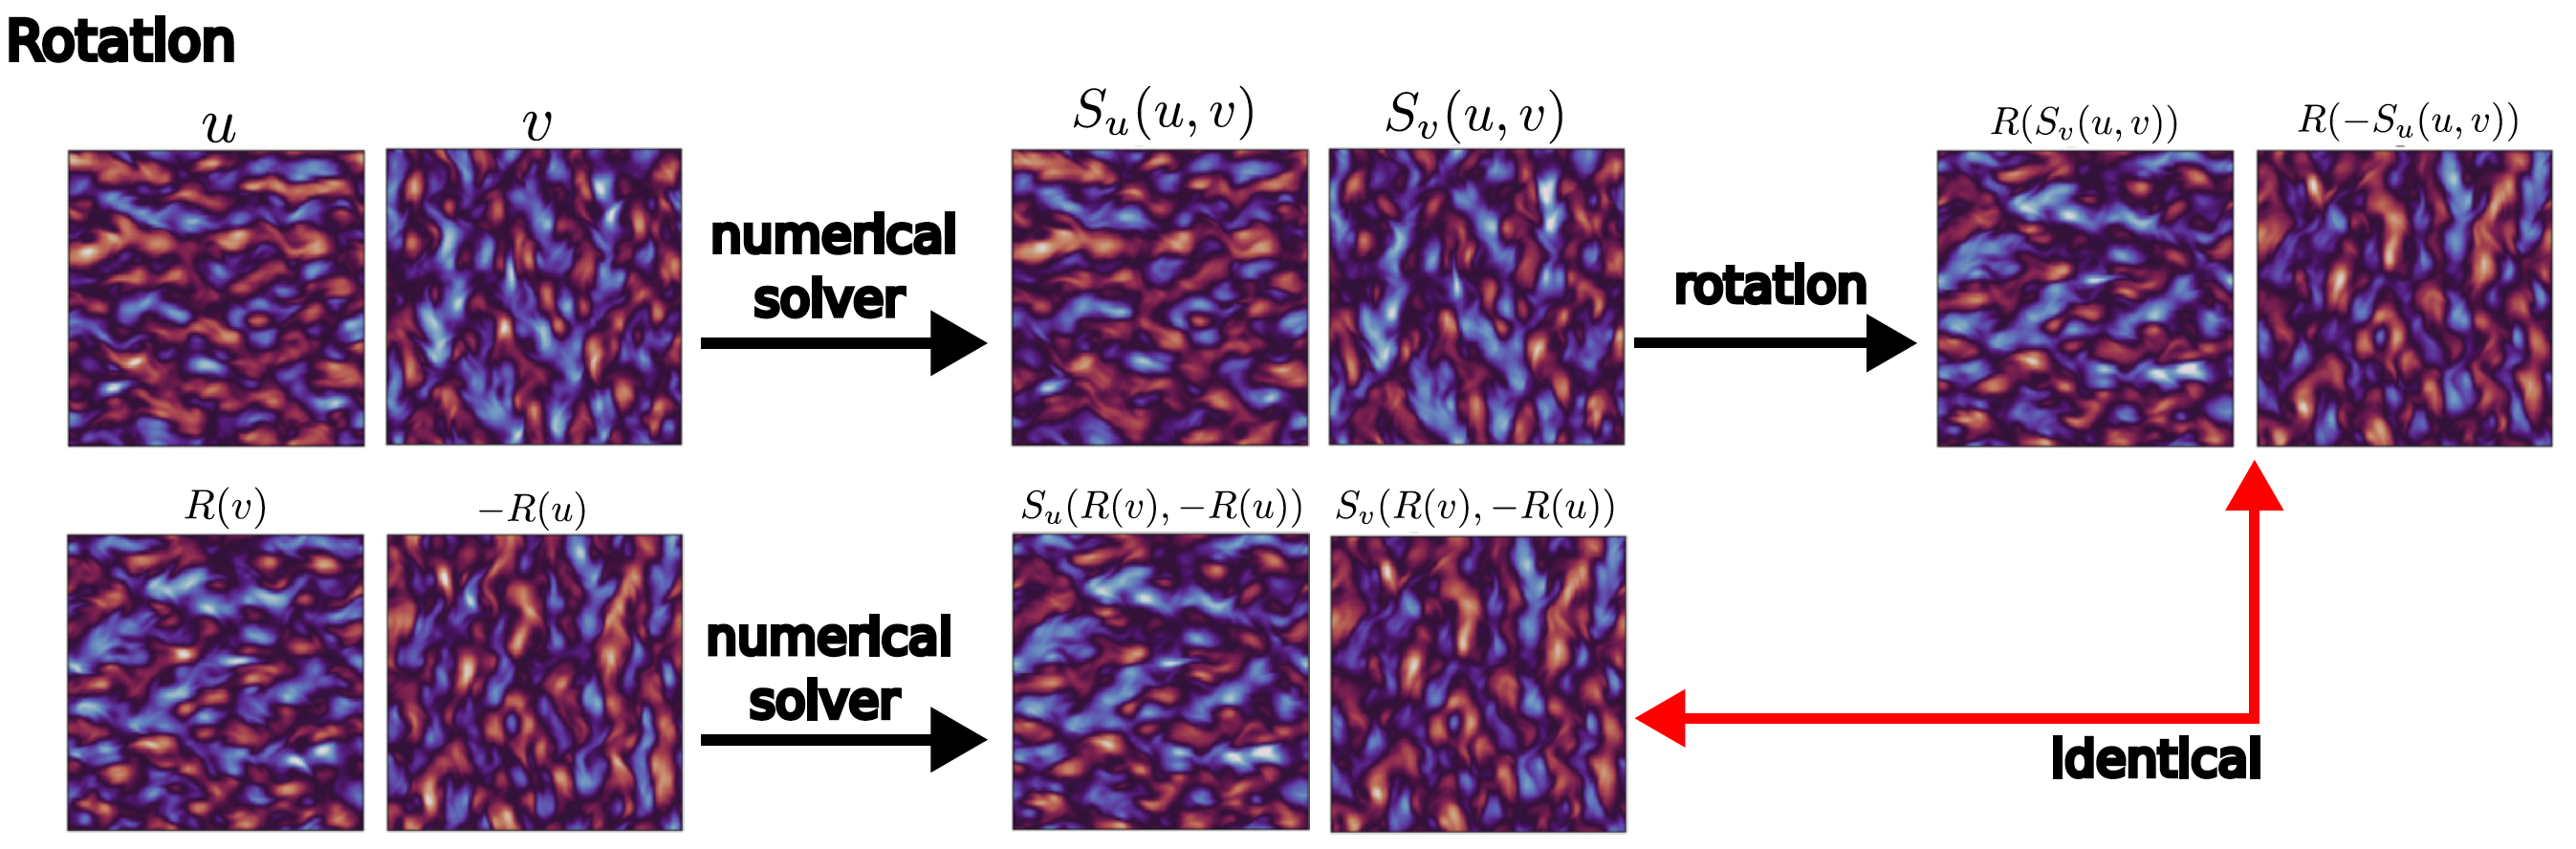 Rotation
u
v
S_u(u, v)
S_v(u, v)
R(S_v(u, v))
R(−S_u(u, v))
numerical
solver
rotation
R(v)
−R(u)
S_u(R(v), −R(u))
S_v(R(v), −R(u))
numerical
solver
identical